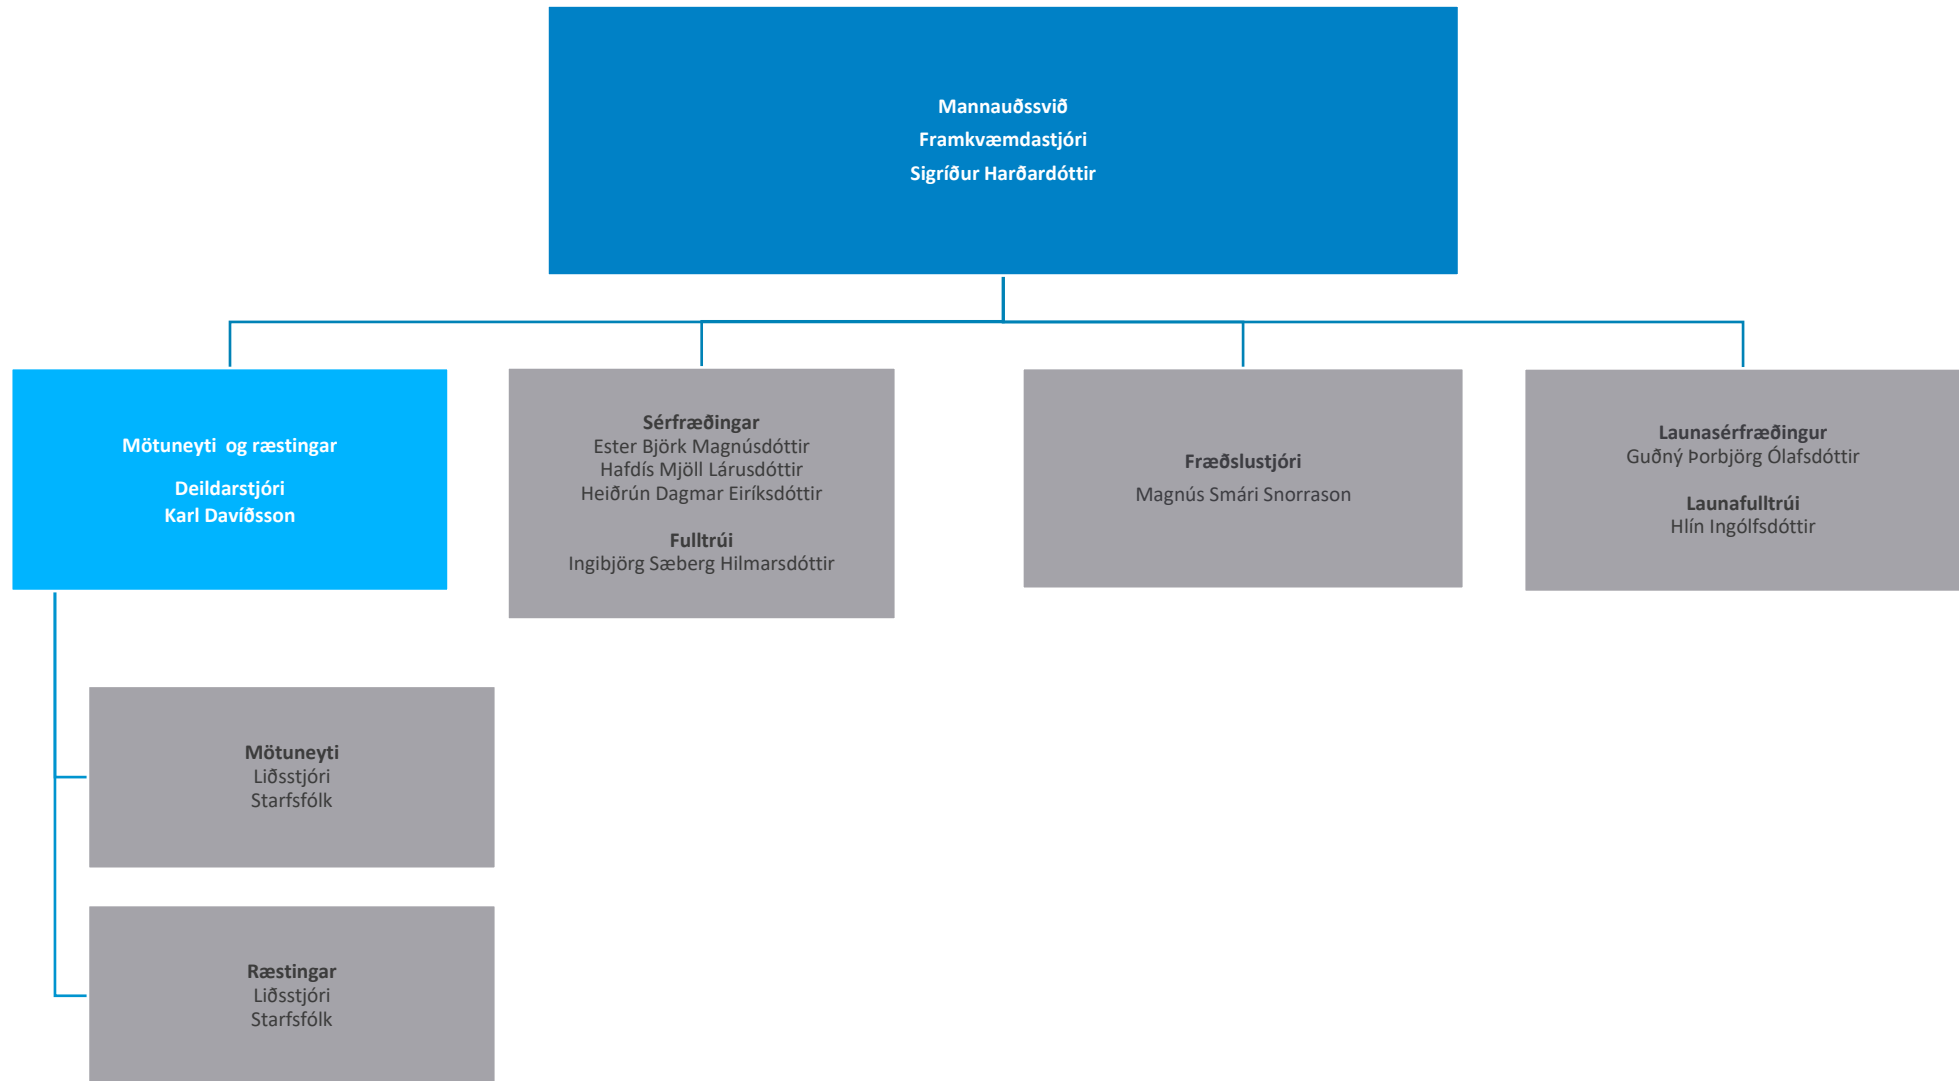 Mannauðssvið
Framkvæmdastjóri
Sigríður Harðardóttir
Mötuneyti og ræstingar
Deildarstjóri
Karl Davíðsson
Sérfræðingar
Ester Björk Magnúsdóttir
Hafdís Mjöll Lárusdóttir
Heiðrún Dagmar Eiríksdóttir
Fulltrúi
Ingibjörg Sæberg Hilmarsdóttir
Fræðslustjóri
Magnús Smári Snorrason
Launasérfræðingur
Guðný Þorbjörg Ólafsdóttir
Launafulltrúi
Hlín Ingólfsdóttir
Mötuneyti
Liðsstjóri
Starfsfólk
Ræstingar
Liðsstjóri
Starfsfólk